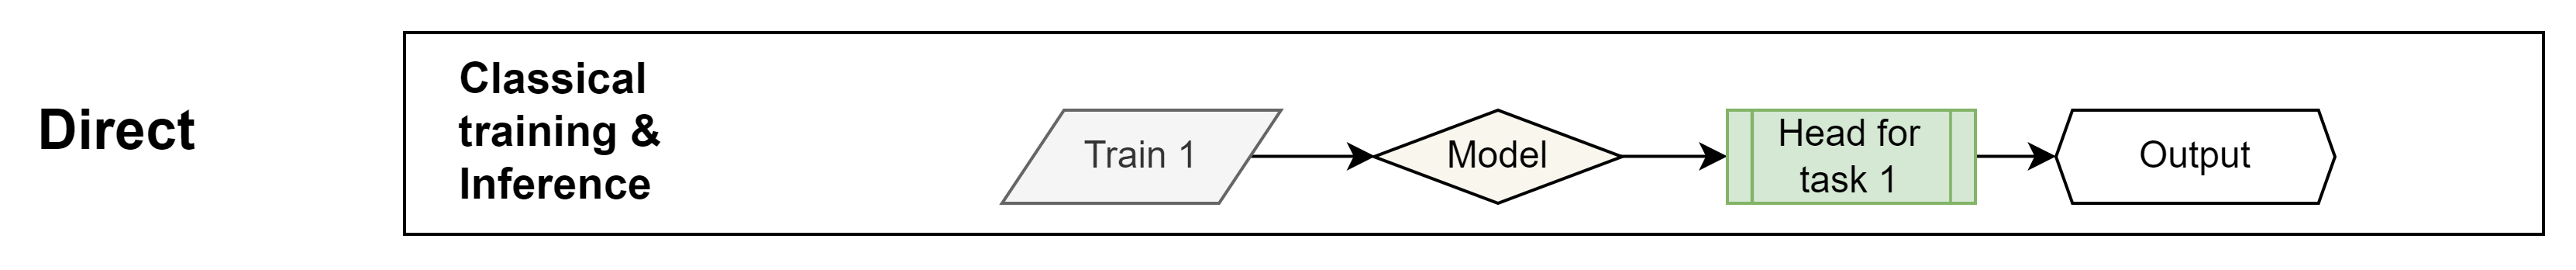 Direct
Classical
training &
Inference
Train 1
Model
Head for
task 1
Output